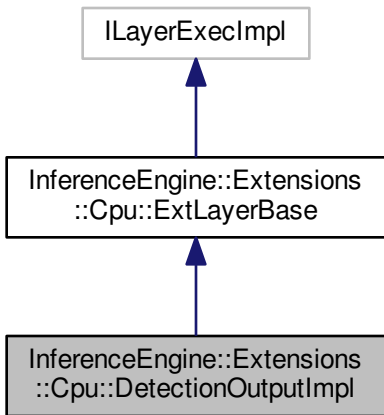 ILayerExecImpl
InferenceEngine::Extensions
::Cpu::ExtLayerBase
InferenceEngine::Extensions
::Cpu::DetectionOutputImpl